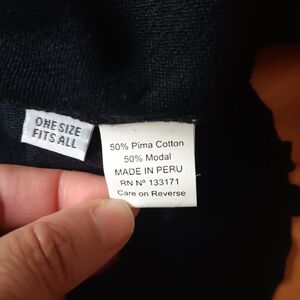 ONE SIZE
FITS ALL
50% Pima Cotton
50% Modal
MADE IN PERU
RN Nº 133171
Care on Reverse